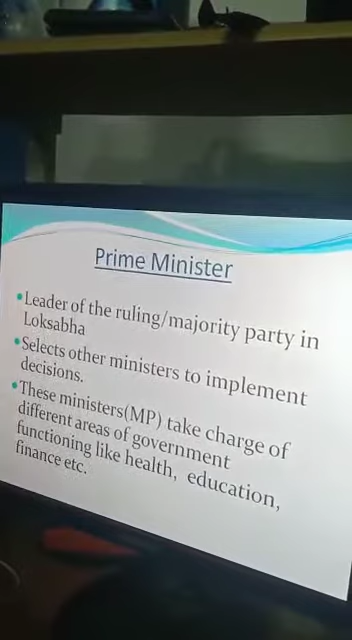 Prime Minister
•Leader of the ruling/majority party in
Loksabha
•Selects other ministers to implement
decisions.
•These ministers(MP) take charge of
different areas of government
functioning like health, education,
finance etc.